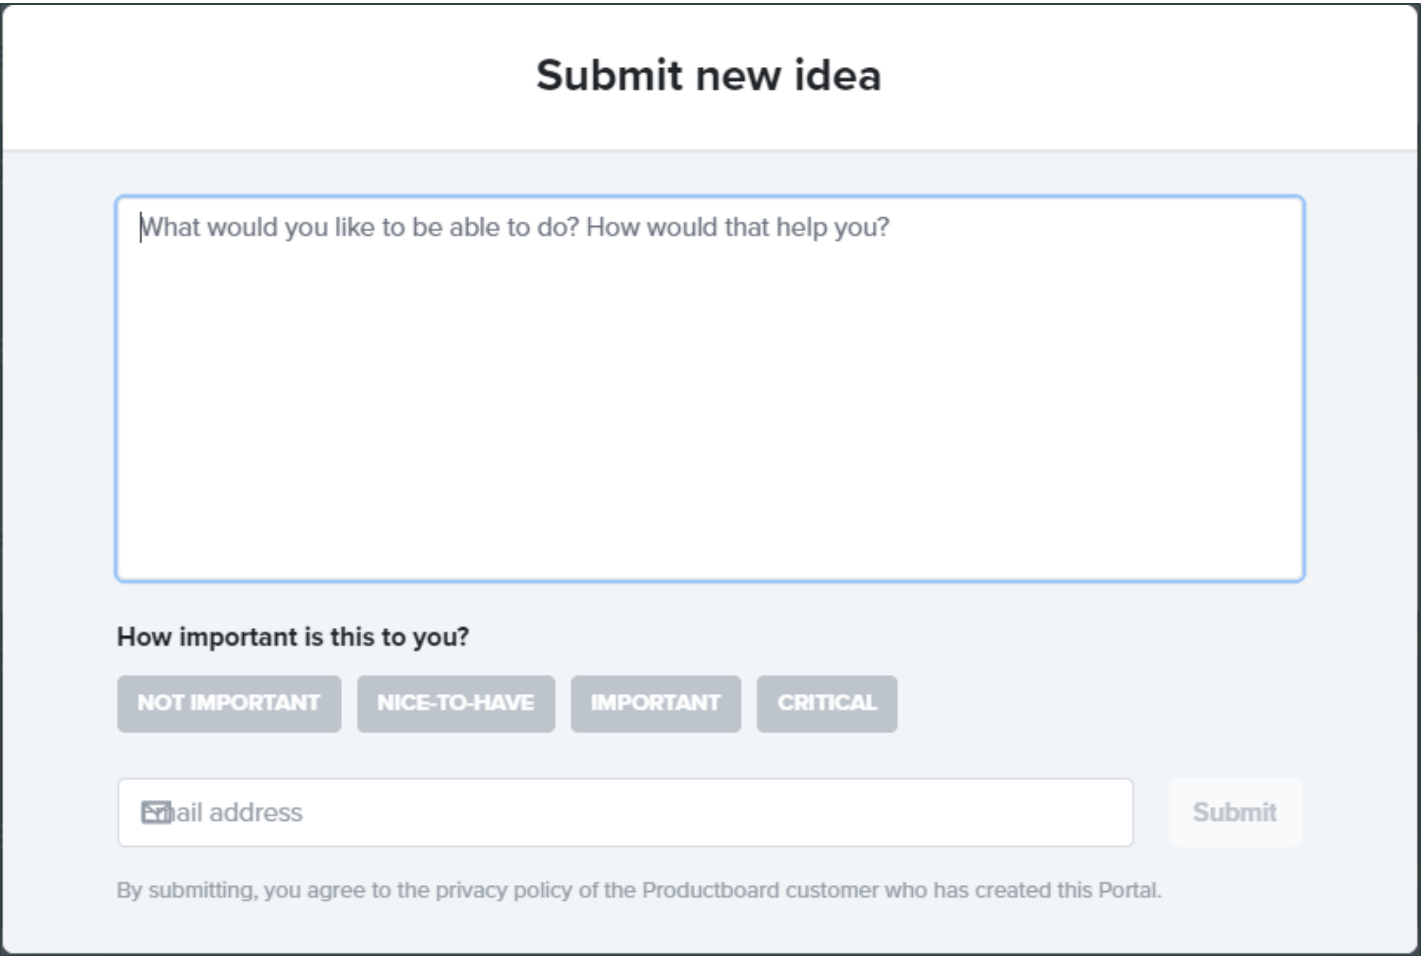 Submit new idea
What would you like to be able to do? How would that help you?
How important is this to you?
NOT IMPORTANT NICE-TO-HAVE IMPORTANT CRITICAL
Email address Submit
By submitting, you agree to the privacy policy of the Productboard customer who has created this Portal.